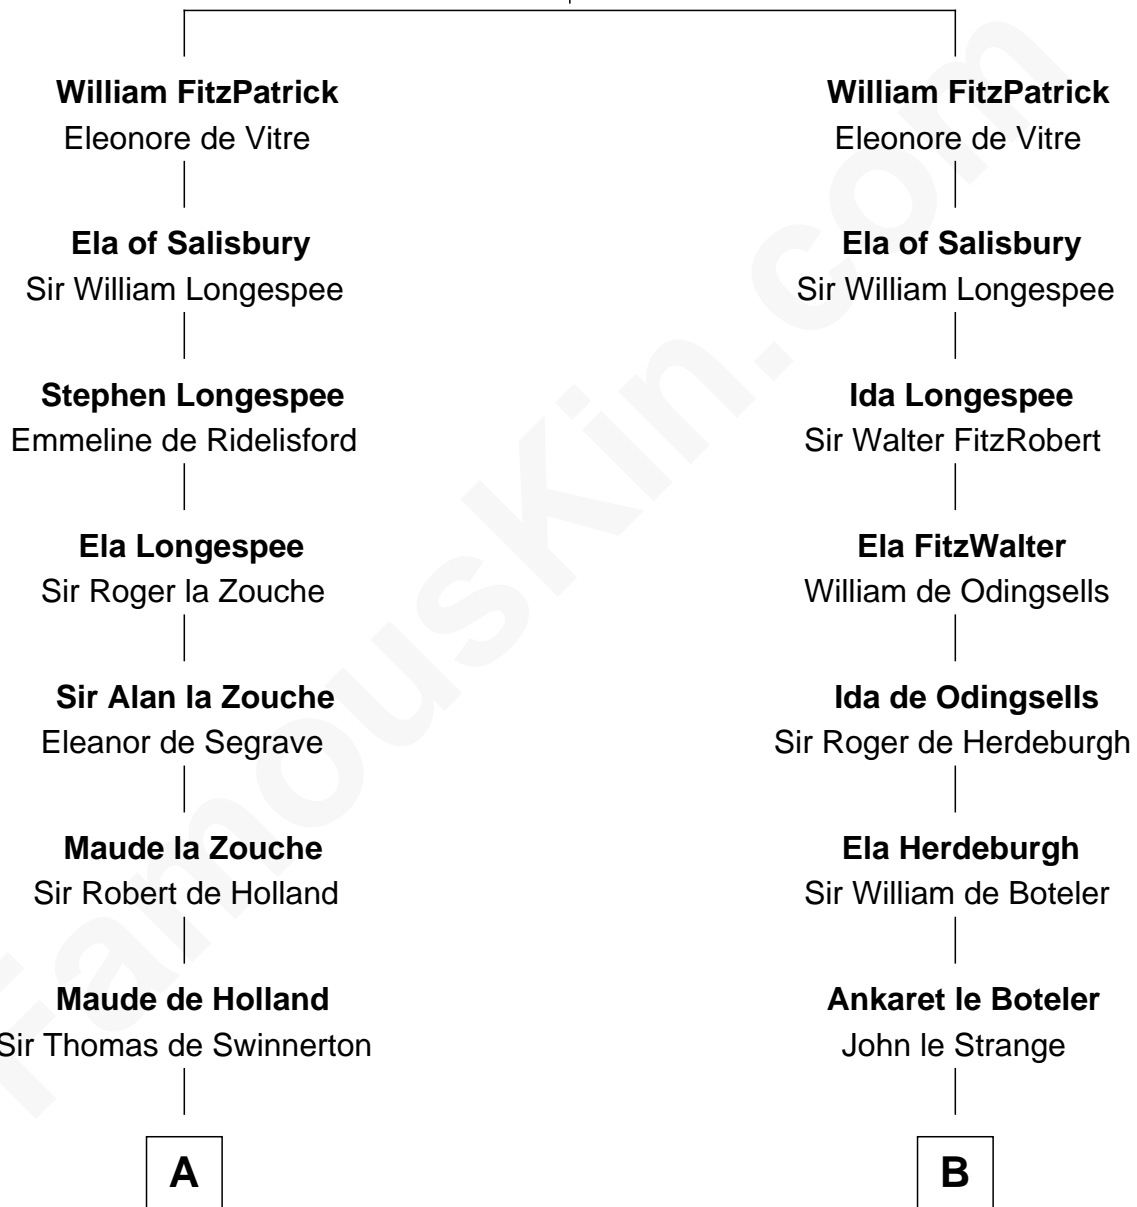 William FitzPatrick
Eleonore de Vitre
Ela of Salisbury
Sir William Longespee
Stephen Longespee
Emmeline de Ridelisford
Ela Longespee
Sir Roger la Zouche
Sir Alan la Zouche
Eleanor de Segrave
Maude la Zouche
Sir Robert de Holland
Maude de Holland
Sir Thomas de Swinnerton
A
William FitzPatrick
Eleonore de Vitre
Ela of Salisbury
Sir William Longespee
Ida Longespee
Sir Walter FitzRobert
Ela FitzWalter
William de Odingsells
Ida de Odingsells
Sir Roger de Herdeburgh
Ela Herdeburgh
Sir William de Boteler
Ankaret le Boteler
John le Strange
B
FamousKin.com